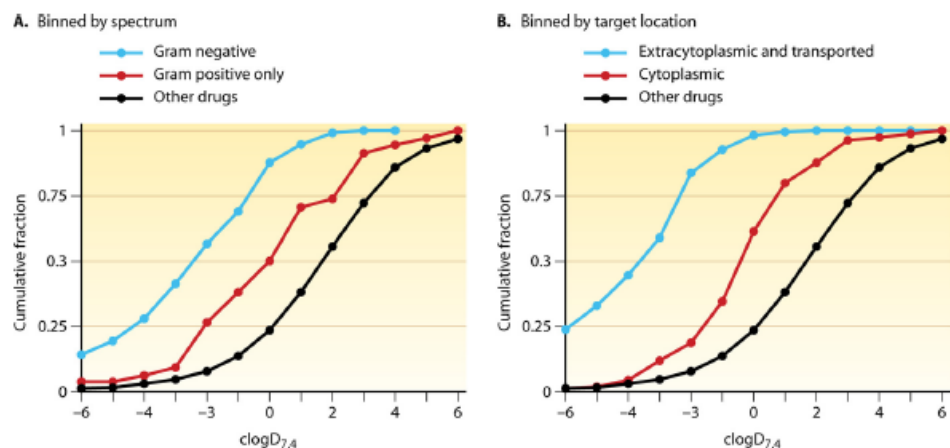 A. Binned by spectrum
Gram negative
Gram positive only
Other drugs
Cumulative fraction
1
0.75
0.3
0.25
0
−6
−4
−3
0
2
4
6
clogD7.4
B. Binned by target location
Extracytoplasmic and transported
Cytoplasmic
Other drugs
Cumulative fraction
1
0.75
0.3
0.25
0
−6
−4
−3
0
2
4
6
clogD7.4